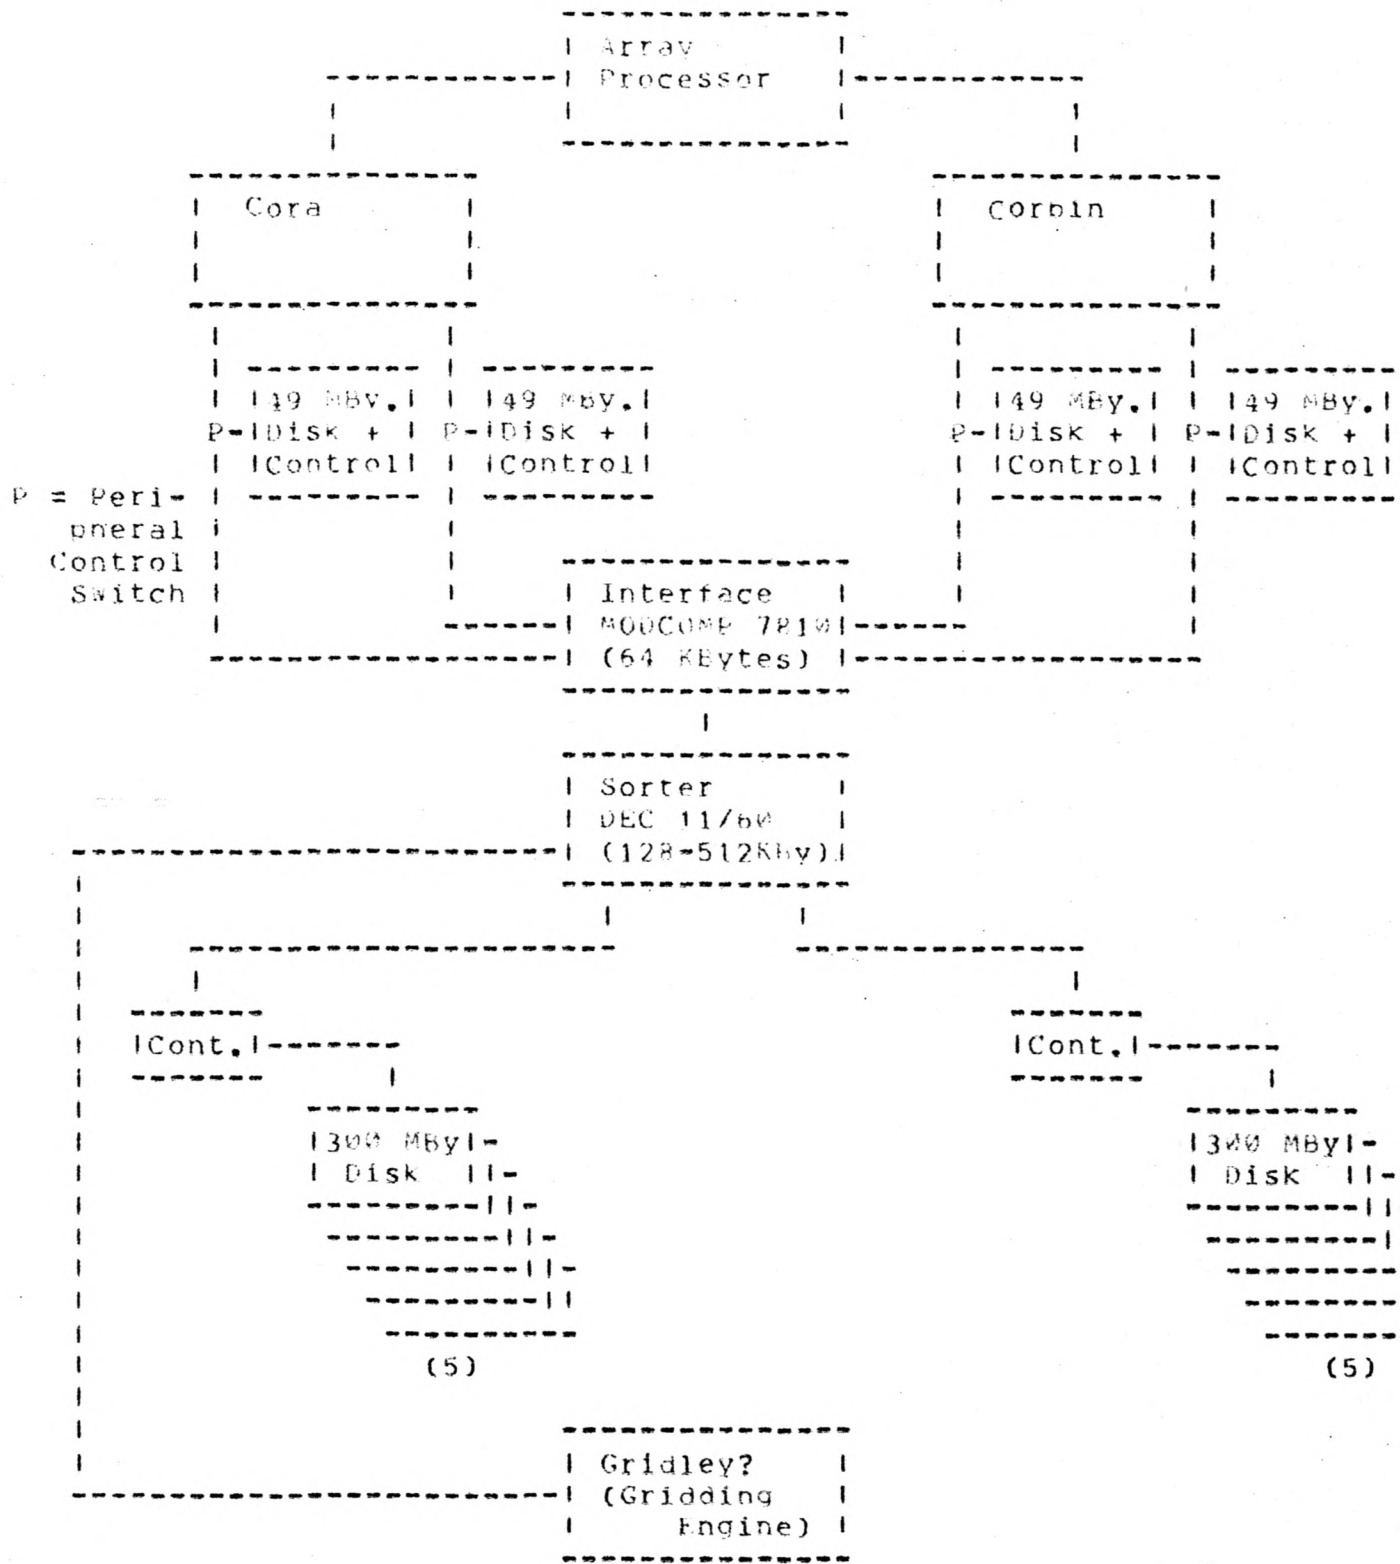 Array
Processor
Cora
Corbin
49 MBy.
Disk +
Control
49 MBy.
Disk +
Control
49 MBy.
Disk +
Control
49 MBy.
Disk +
Control
P-
P-
P-
P-
P = Peri-
pheral
Control
Switch
Interface
MODCOMP 7810
(64 KBytes)
Sorter
DEC 11/60
(128-512KBy)
Cont.
Cont.
300 MBy
Disk
300 MBy
Disk
(5)
(5)
Gridley?
(Gridding
Engine)